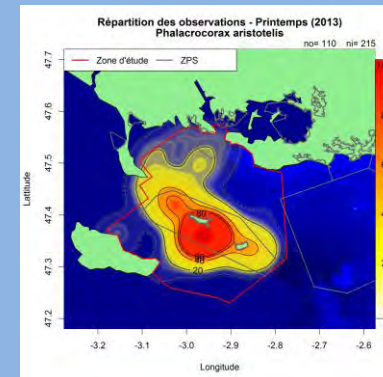 Répartition des observations - Printemps (2013)
Phalacrocorax aristotelis
no= 110 ni= 215
Zone d'étude ZPS
47.7
47.6
47.5
47.4
47.3
47.2
Lattitude
80
20
-3.2 -3.1 -3.0 -2.9 -2.8 -2.7 -2.6
Longitude